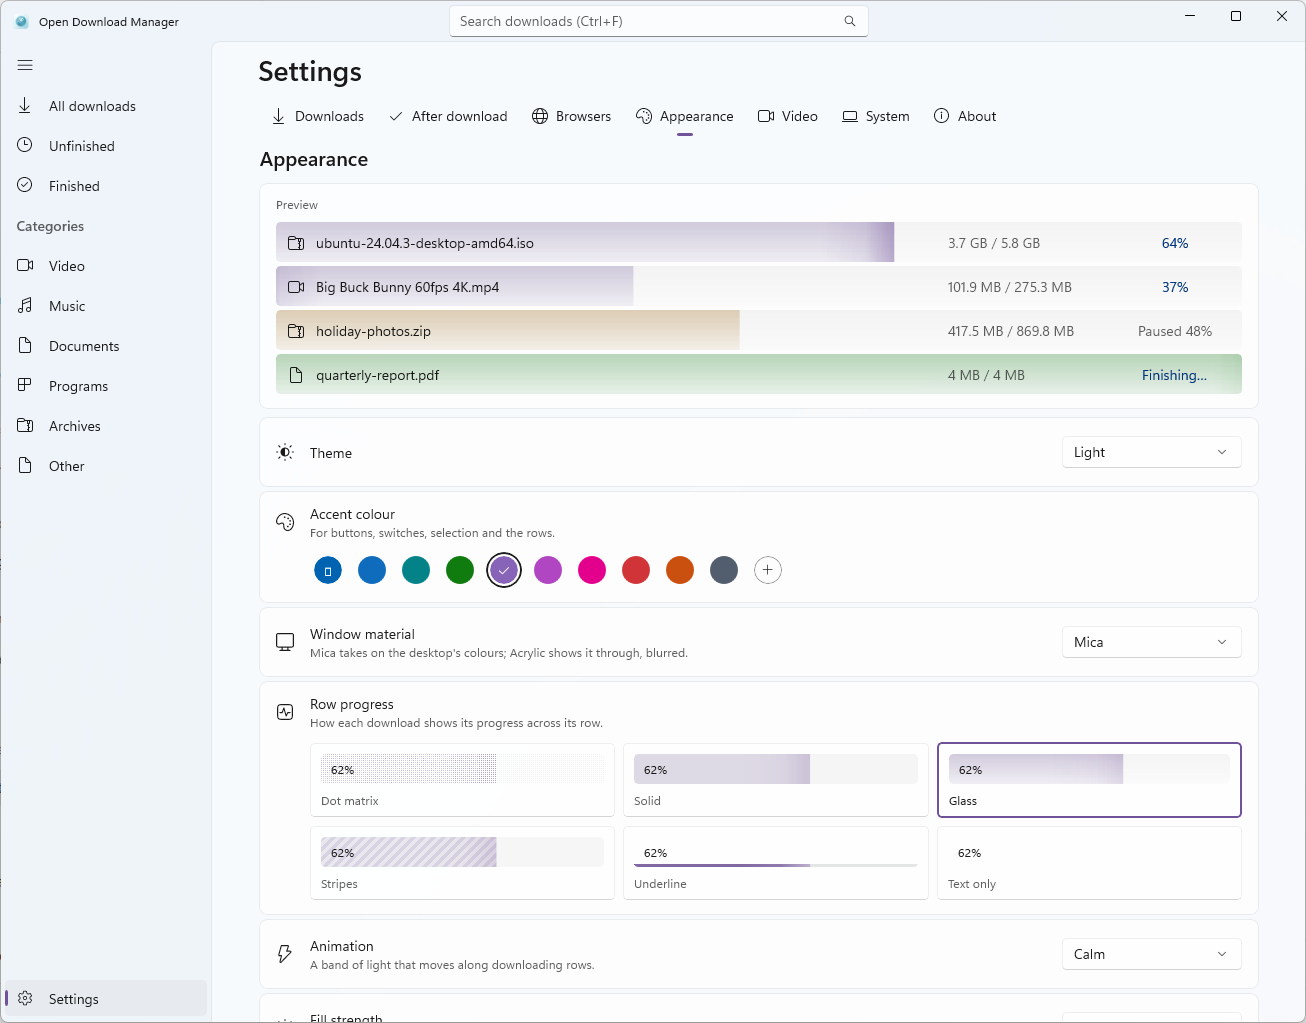 Open Download Manager
Search downloads (Ctrl+F)
All downloads
Unfinished
Finished
Categories
Video
Music
Documents
Programs
Archives
Other
Settings
Settings
Downloads
After download
Browsers
Appearance
Video
System
About
Appearance
Preview
ubuntu-24.04.3-desktop-amd64.iso 3.7 GB / 5.8 GB 64%
Big Buck Bunny 60fps 4K.mp4 101.9 MB / 275.3 MB 37%
holiday-photos.zip 417.5 MB / 869.8 MB Paused 48%
quarterly-report.pdf 4 MB / 4 MB Finishing...
Theme
Light
Accent colour
For buttons, switches, selection and the rows.
Window material
Mica takes on the desktop's colours; Acrylic shows it through, blurred.
Mica
Row progress
How each download shows its progress across its row.
62%
Dot matrix
62%
Solid
62%
Glass
62%
Stripes
62%
Underline
62%
Text only
Animation
A band of light that moves along downloading rows.
Calm
Fill strength